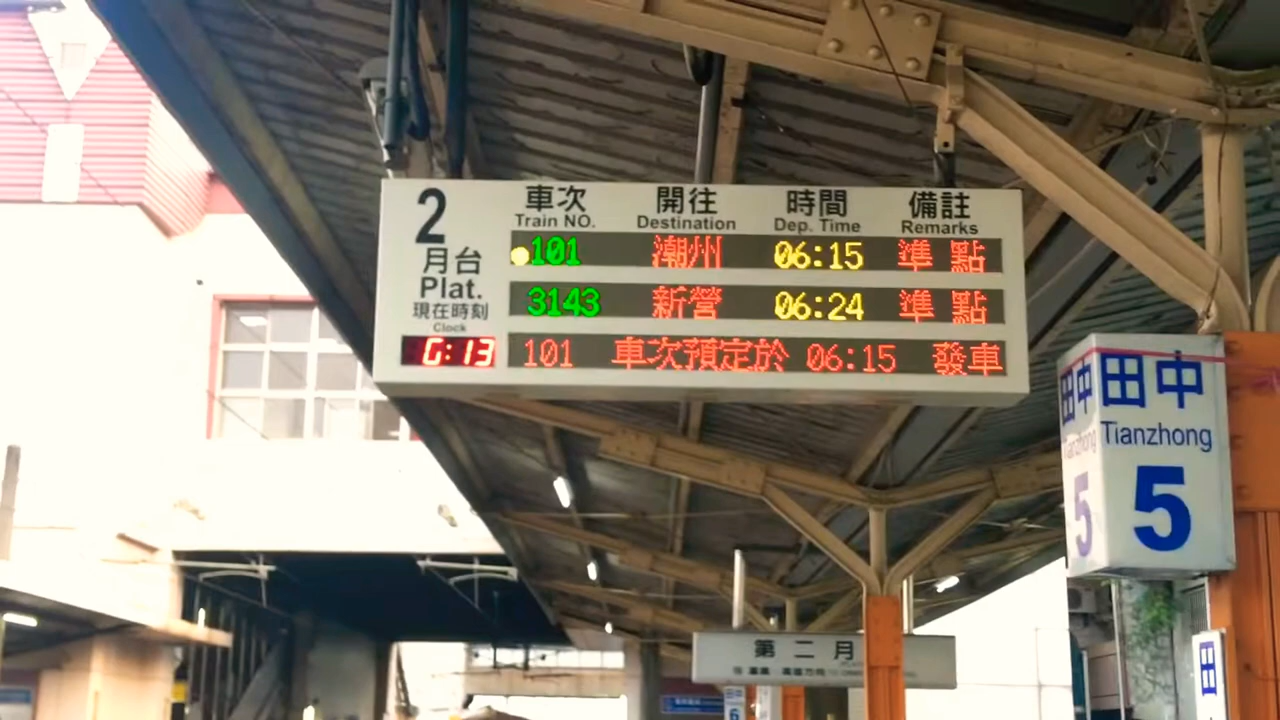 2
月台
Plat.
現在時刻
Clock
6:13
車次 開往 時間 備註
Train NO. Destination Dep. Time Remarks
101 潮州 06:15 準點
3143 新營 06:24 準點
101 車次預定於 06:15 發車
田中
Tianzhong
5
田中
Tianzhong
5
第二月
田
6